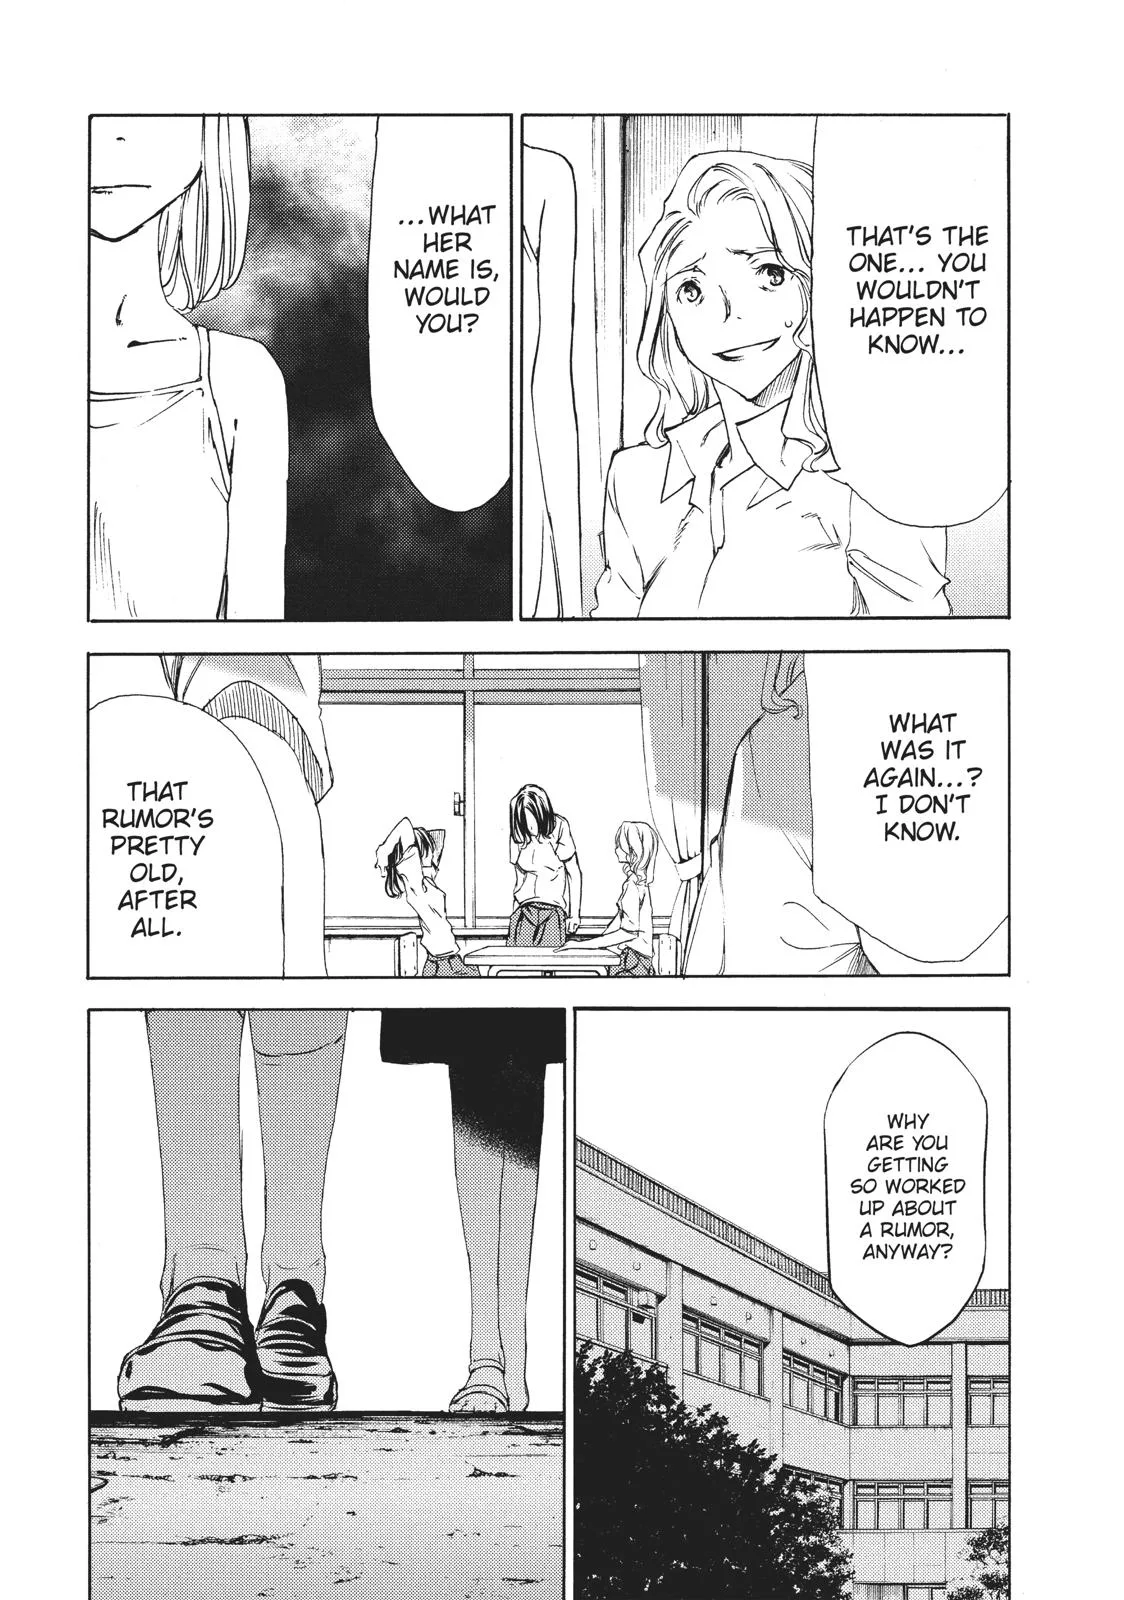 THAT'S THE
ONE... YOU
WOULDN'T
HAPPEN TO
KNOW...
...WHAT
HER
NAME IS,
WOULD
YOU?
WHAT
WAS IT
AGAIN...?
I DON'T
KNOW.
THAT
RUMOR'S
PRETTY
OLD,
AFTER
ALL.
WHY
ARE YOU
GETTING
SO WORKED
UP ABOUT
A RUMOR,
ANYWAY?